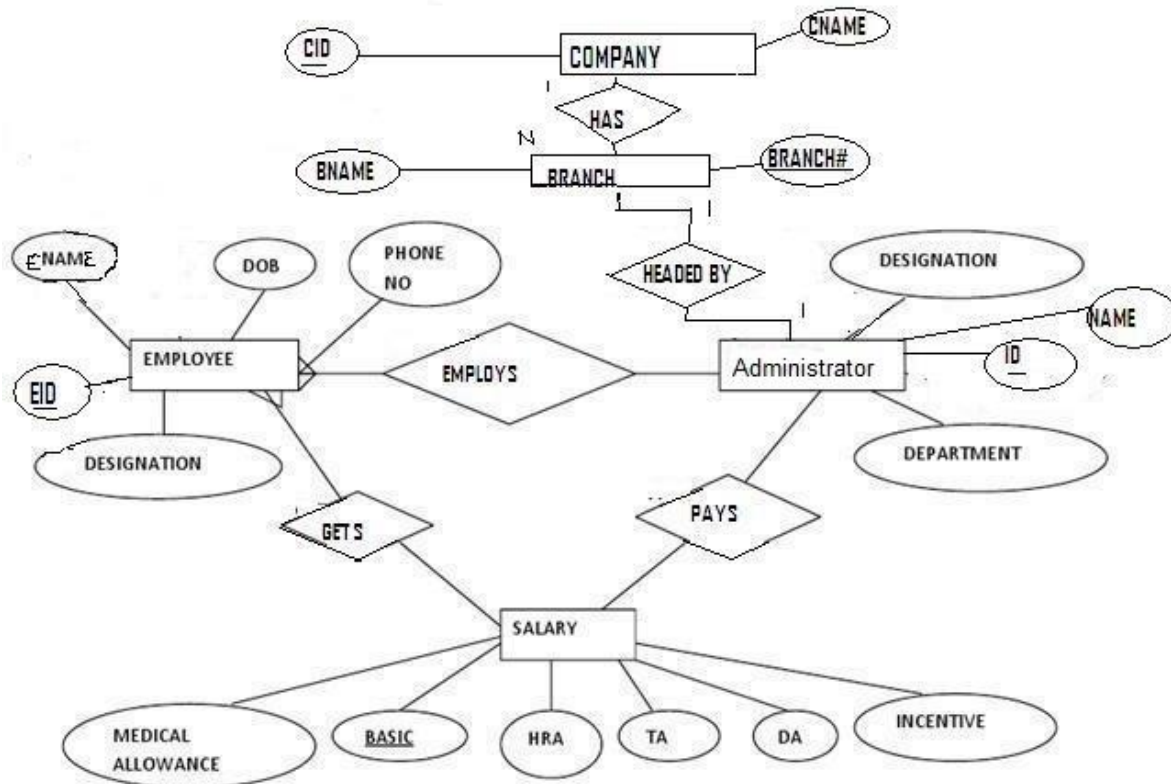 CID
COMPANY
CNAME
1
HAS
N
BNAME
BRANCH
BRANCH#
1
HEADED BY
1
ENAME
DOB
PHONE
NO
DESIGNATION
NAME
EMPLOYEE
EMPLOYS
Administrator
ID
EID
DESIGNATION
DEPARTMENT
GETS
PAYS
SALARY
MEDICAL
ALLOWANCE
BASIC
HRA
TA
DA
INCENTIVE